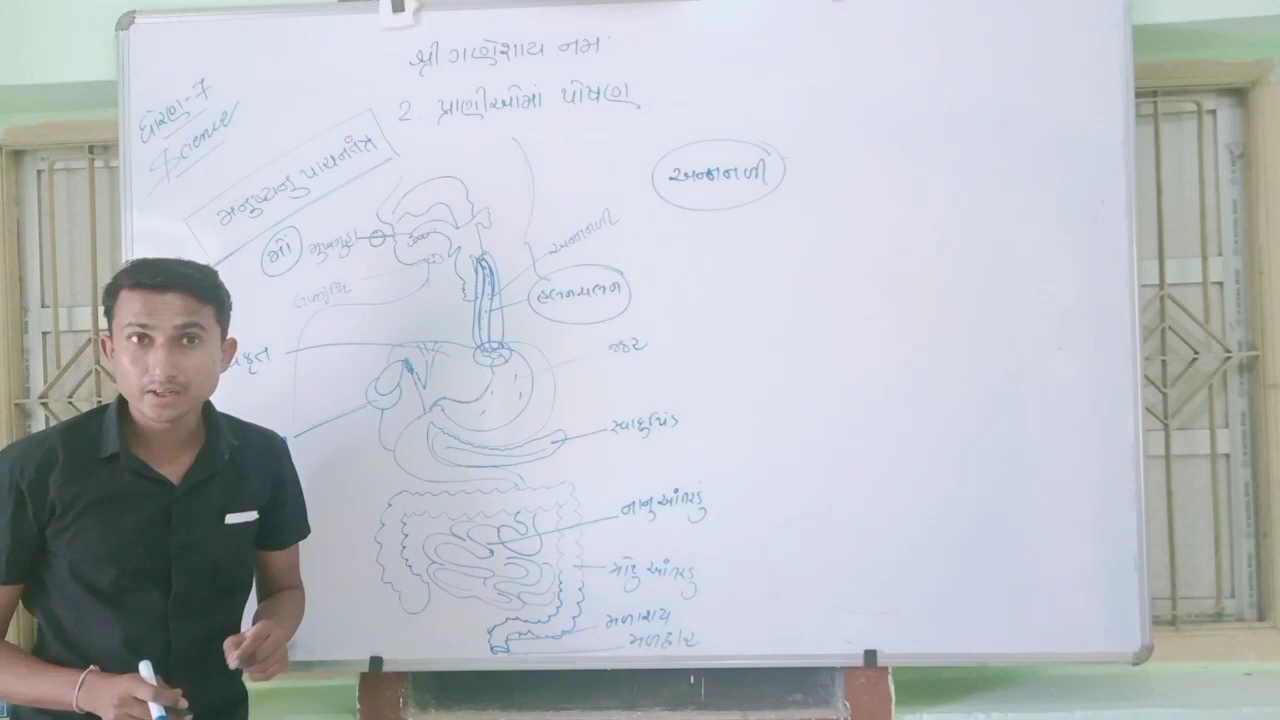 શ્રી ગણેશાય નમઃ
2. પ્રાણીઓમાં પોષણ
ધોરણ-7
Science
મનુષ્યનુ પાચનતંત્ર
અન્નનળી
મોં
મુખગુહા
અન્નનળી
હલનચલન
જઠર
સ્વાદુપિંડ
નાનુ આંતરડું
મોટુ આંતરડું
મળાશય
મળદ્વાર